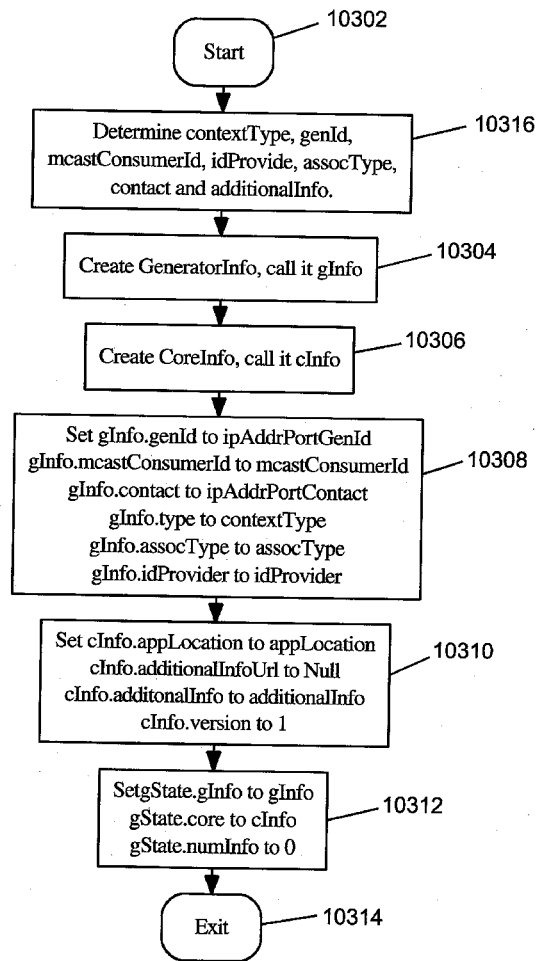 10302
Start
10316
Determine contextType, genId,
mcastConsumerId, idProvide, assocType,
contact and additionalInfo.
10304
Create GeneratorInfo, call it gInfo
10306
Create CoreInfo, call it cInfo
Set gInfo.genId to ipAddrPortGenId
gInfo.mcastConsumerId to mcastConsumerId
gInfo.contact to ipAddrPortContact
gInfo.type to contextType
gInfo.assocType to assocType
gInfo.idProvider to idProvider
10308
Set cInfo.appLocation to appLocation
cInfo.additionalInfoUrl to Null
cInfo.additonalInfo to additionalInfo
cInfo.version to 1
10310
SetgState.gInfo to gInfo
gState.core to cInfo
gState.numInfo to 0
10312
Exit
10314